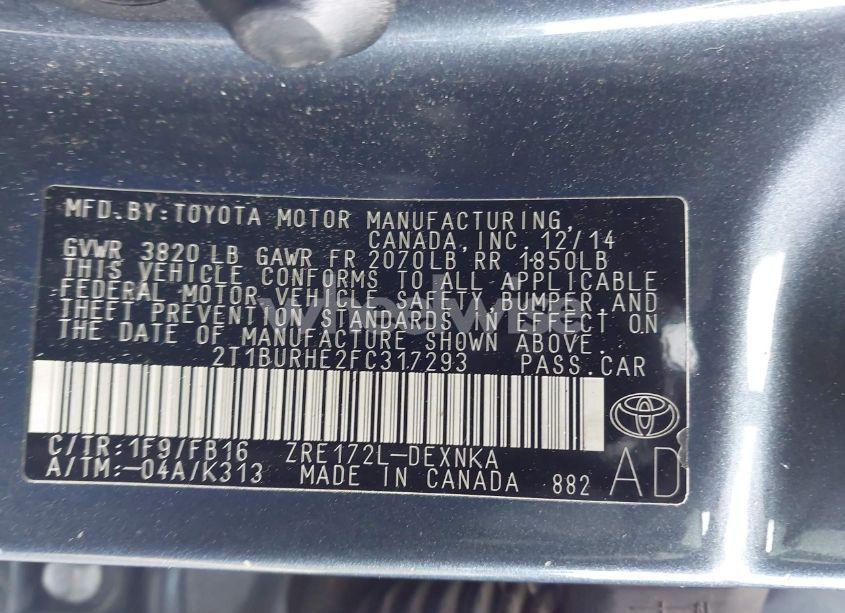 MFD.BY:TOYOTA MOTOR MANUFACTURING,
CANADA,INC. 12/14
GVWR 3820 LB GAWR FR 2070LB RR 1850LB
THIS VEHICLE CONFORMS TO ALL APPLICABLE
FEDERAL MOTOR VEHICLE SAFETY,BUMPER AND
THEFT PREVENTION STANDARDS IN EFFECT ON
THE DATE OF MANUFACTURE SHOWN ABOVE.
2T1BURHE2FC317293 PASS.CAR
C/TR:1F9/FB16 ZRE172L-DEXNKA
A/TM:-04A/K313 MADE IN CANADA 882 AD